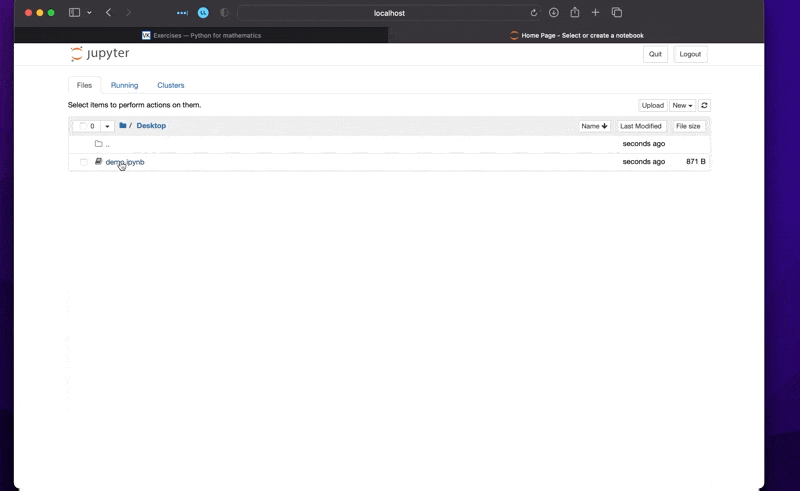 localhost
VK Exercises — Python for mathematics
Home Page - Select or create a notebook
jupyter
Quit Logout
Files Running Clusters
Select items to perform actions on them.
Upload New
0 / Desktop Name Last Modified File size
.. seconds ago
demo.ipynb seconds ago 871 B